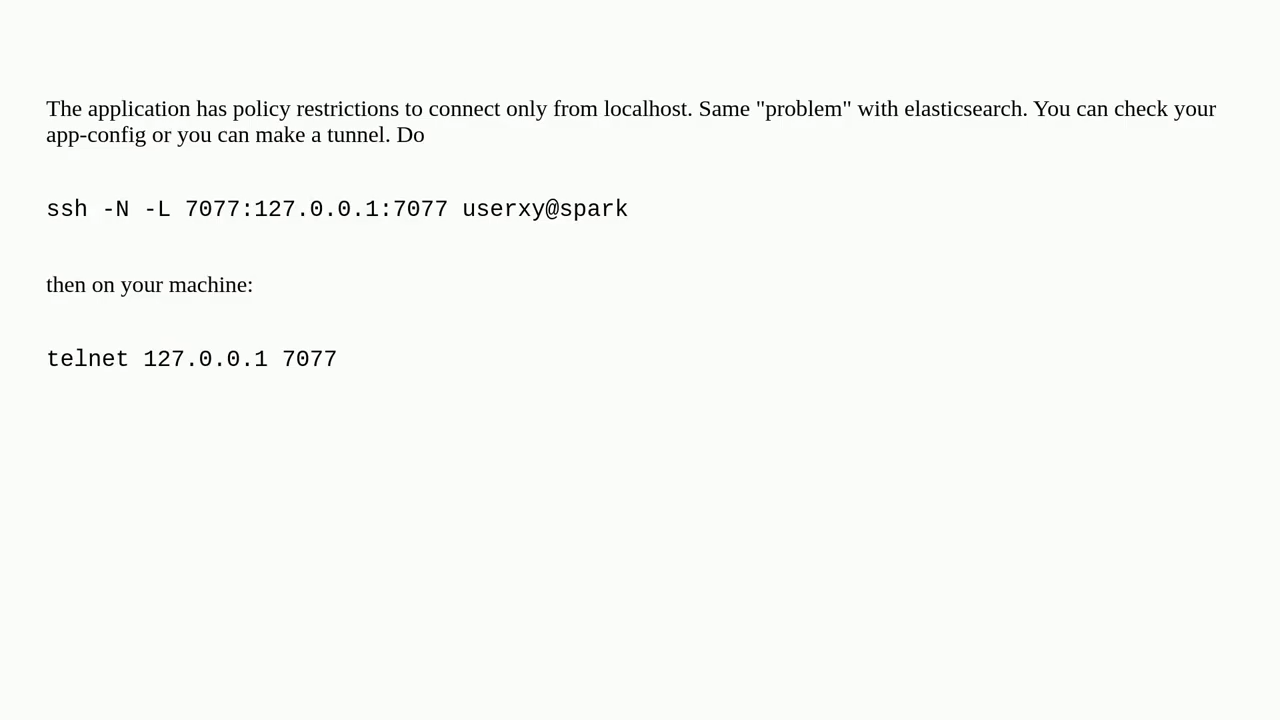 The application has policy restrictions to connect only from localhost. Same "problem" with elasticsearch. You can check your
app-config or you can make a tunnel. Do
ssh -N -L 7077:127.0.0.1:7077 userxy@spark
then on your machine:
telnet 127.0.0.1 7077